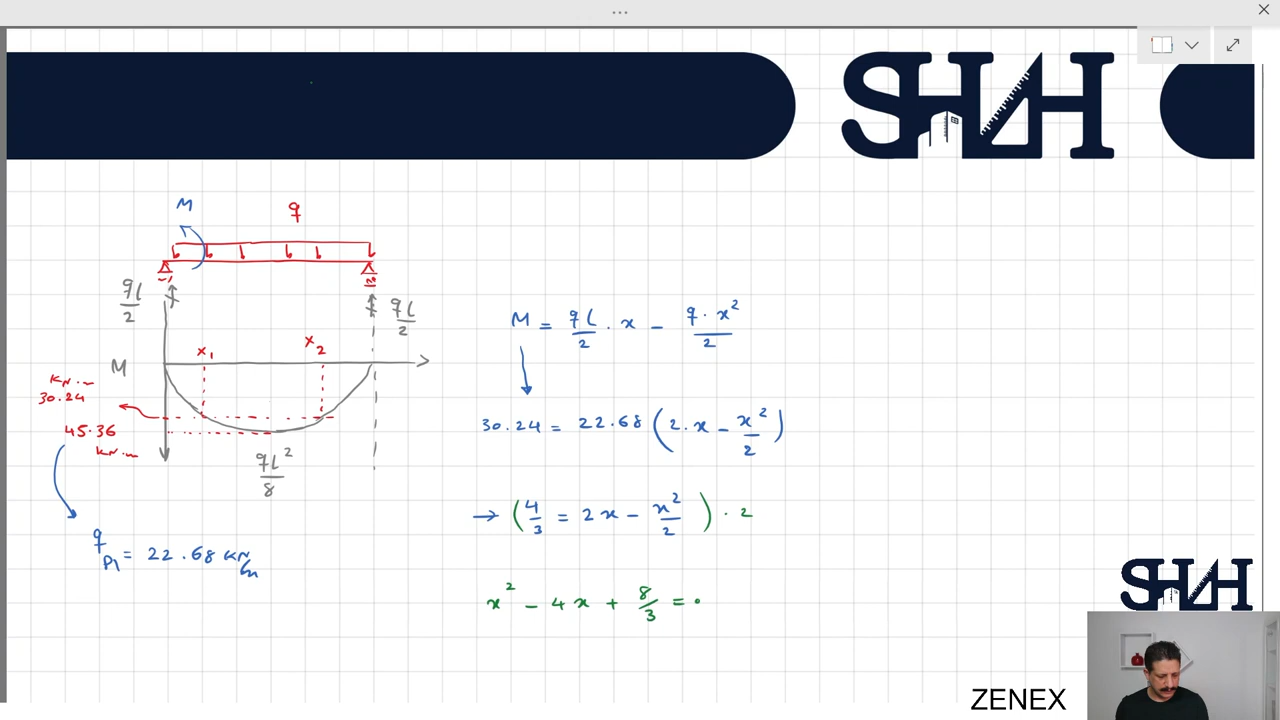 SHAH
M
q
qL/2
qL/2
x₁
x₂
M
kN.m
30.24
45.36
kN.m
qL²/8
q_Pl = 22.68 kN/m
M = qL/2 · x − q·x²/2
30.24 = 22.68 (2.x − x²/2)
→ (4/3 = 2x − x²/2) · 2
x² − 4x + 8/3 = 0
SHAH
ZENEX